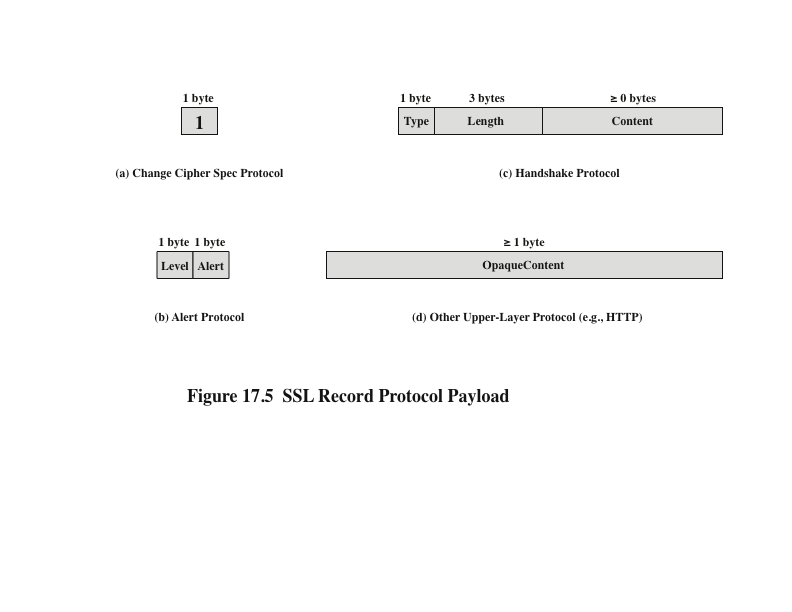 1 byte
1
(a) Change Cipher Spec Protocol
1 byte 3 bytes ≥ 0 bytes
Type Length Content
(c) Handshake Protocol
1 byte 1 byte
Level Alert
(b) Alert Protocol
≥ 1 byte
OpaqueContent
(d) Other Upper-Layer Protocol (e.g., HTTP)
Figure 17.5 SSL Record Protocol Payload